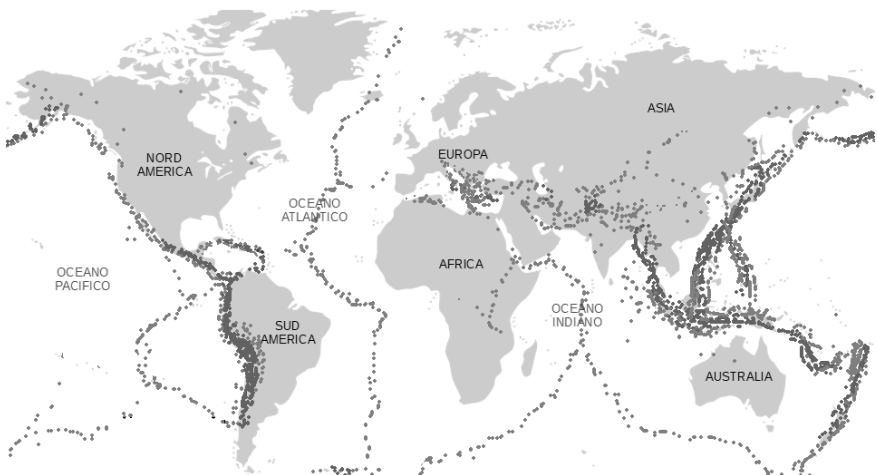 ASIA
EUROPA
NORD
AMERICA
OCEANO
ATLANTICO
AFRICA
OCEANO
PACIFICO
OCEANO
INDIANO
SUD
AMERICA
AUSTRALIA